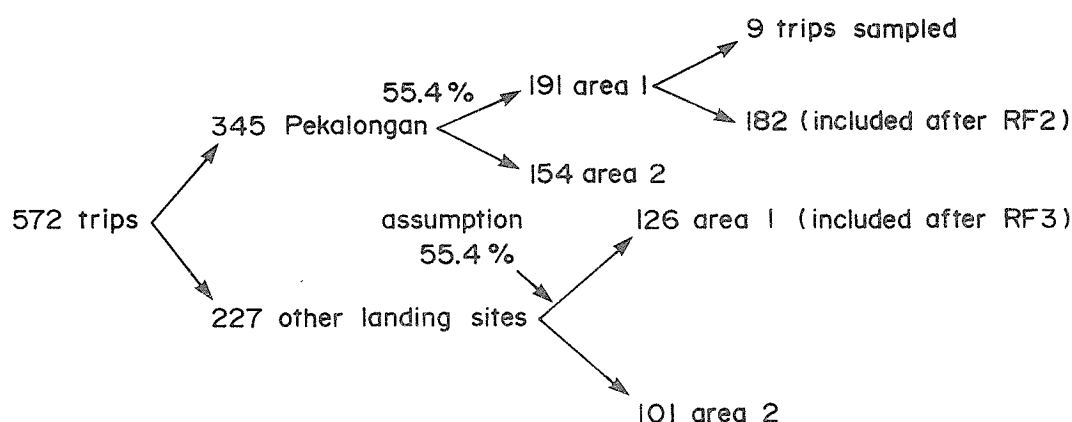 9 trips sampled
55.4%
191 area 1
345 Pekalongan
182 (included after RF2)
154 area 2
572 trips
assumption
55.4%
126 area 1 (included after RF3)
227 other landing sites
101 area 2